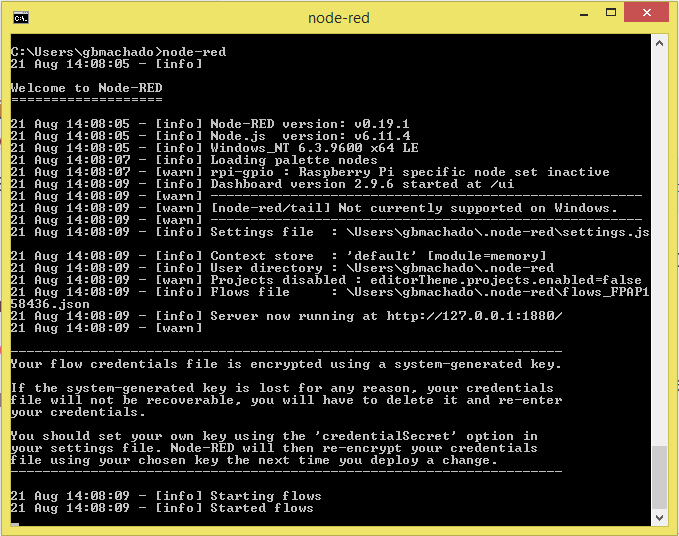 node-red
C:\Users\gbmachado>node-red
21 Aug 14:08:05 - [info]
Welcome to Node-RED
===================
21 Aug 14:08:05 - [info] Node-RED version: v0.19.1
21 Aug 14:08:05 - [info] Node.js  version: v6.11.4
21 Aug 14:08:05 - [info] Windows_NT 6.3.9600 x64 LE
21 Aug 14:08:07 - [info] Loading palette nodes
21 Aug 14:08:07 - [warn] rpi-gpio : Raspberry Pi specific node set inactive
21 Aug 14:08:09 - [info] Dashboard version 2.9.6 started at /ui
21 Aug 14:08:09 - [warn] ------------------------------------------------------
21 Aug 14:08:09 - [warn] [node-red/tail] Not currently supported on Windows.
21 Aug 14:08:09 - [warn] ------------------------------------------------------
21 Aug 14:08:09 - [info] Settings file  : \Users\gbmachado\.node-red\settings.js
21 Aug 14:08:09 - [info] Context store  : 'default' [module=memory]
21 Aug 14:08:09 - [info] User directory : \Users\gbmachado\.node-red
21 Aug 14:08:09 - [warn] Projects disabled : editorTheme.projects.enabled=false
21 Aug 14:08:09 - [info] Flows file     : \Users\gbmachado\.node-red\flows_FPAP1
58436.json
21 Aug 14:08:09 - [info] Server now running at http://127.0.0.1:1880/
21 Aug 14:08:09 - [warn]
---------------------------------------------------------------------
Your flow credentials file is encrypted using a system-generated key.
If the system-generated key is lost for any reason, your credentials
file will not be recoverable, you will have to delete it and re-enter
your credentials.
You should set your own key using the 'credentialSecret' option in
your settings file. Node-RED will then re-encrypt your credentials
file using your chosen key the next time you deploy a change.
---------------------------------------------------------------------
21 Aug 14:08:09 - [info] Starting flows
21 Aug 14:08:09 - [info] Started flows